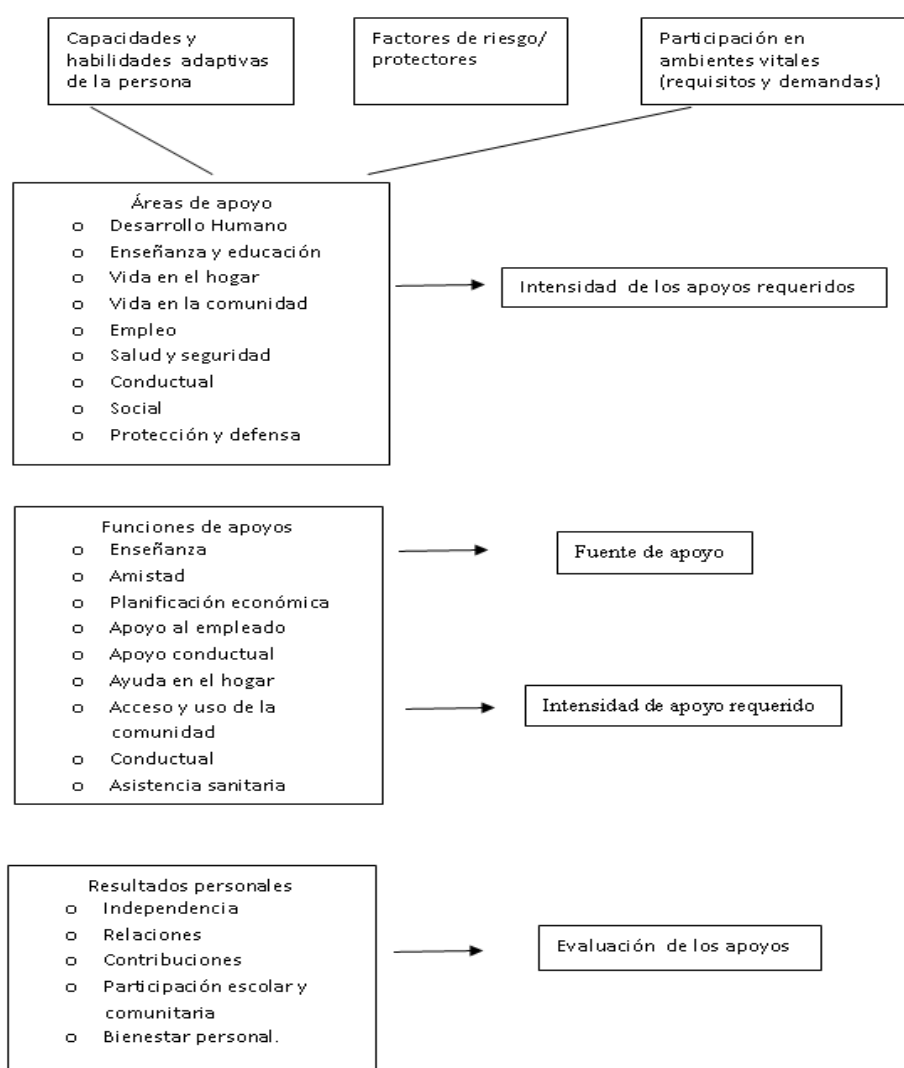 Capacidades y
habilidades adaptivas
de la persona
Factores de riesgo/
protectores
Participación en
ambientes vitales
(requisitos y demandas)
Áreas de apoyo
o Desarrollo Humano
o Enseñanza y educación
o Vida en el hogar
o Vida en la comunidad
o Empleo
o Salud y seguridad
o Conductual
o Social
o Protección y defensa
Intensidad de los apoyos requeridos
Funciones de apoyos
o Enseñanza
o Amistad
o Planificación económica
o Apoyo al empleado
o Apoyo conductual
o Ayuda en el hogar
o Acceso y uso de la
comunidad
o Conductual
o Asistencia sanitaria
Fuente de apoyo
Intensidad de apoyo requerido
Resultados personales
o Independencia
o Relaciones
o Contribuciones
o Participación escolar y
comunitaria
o Bienestar personal.
Evaluación de los apoyos